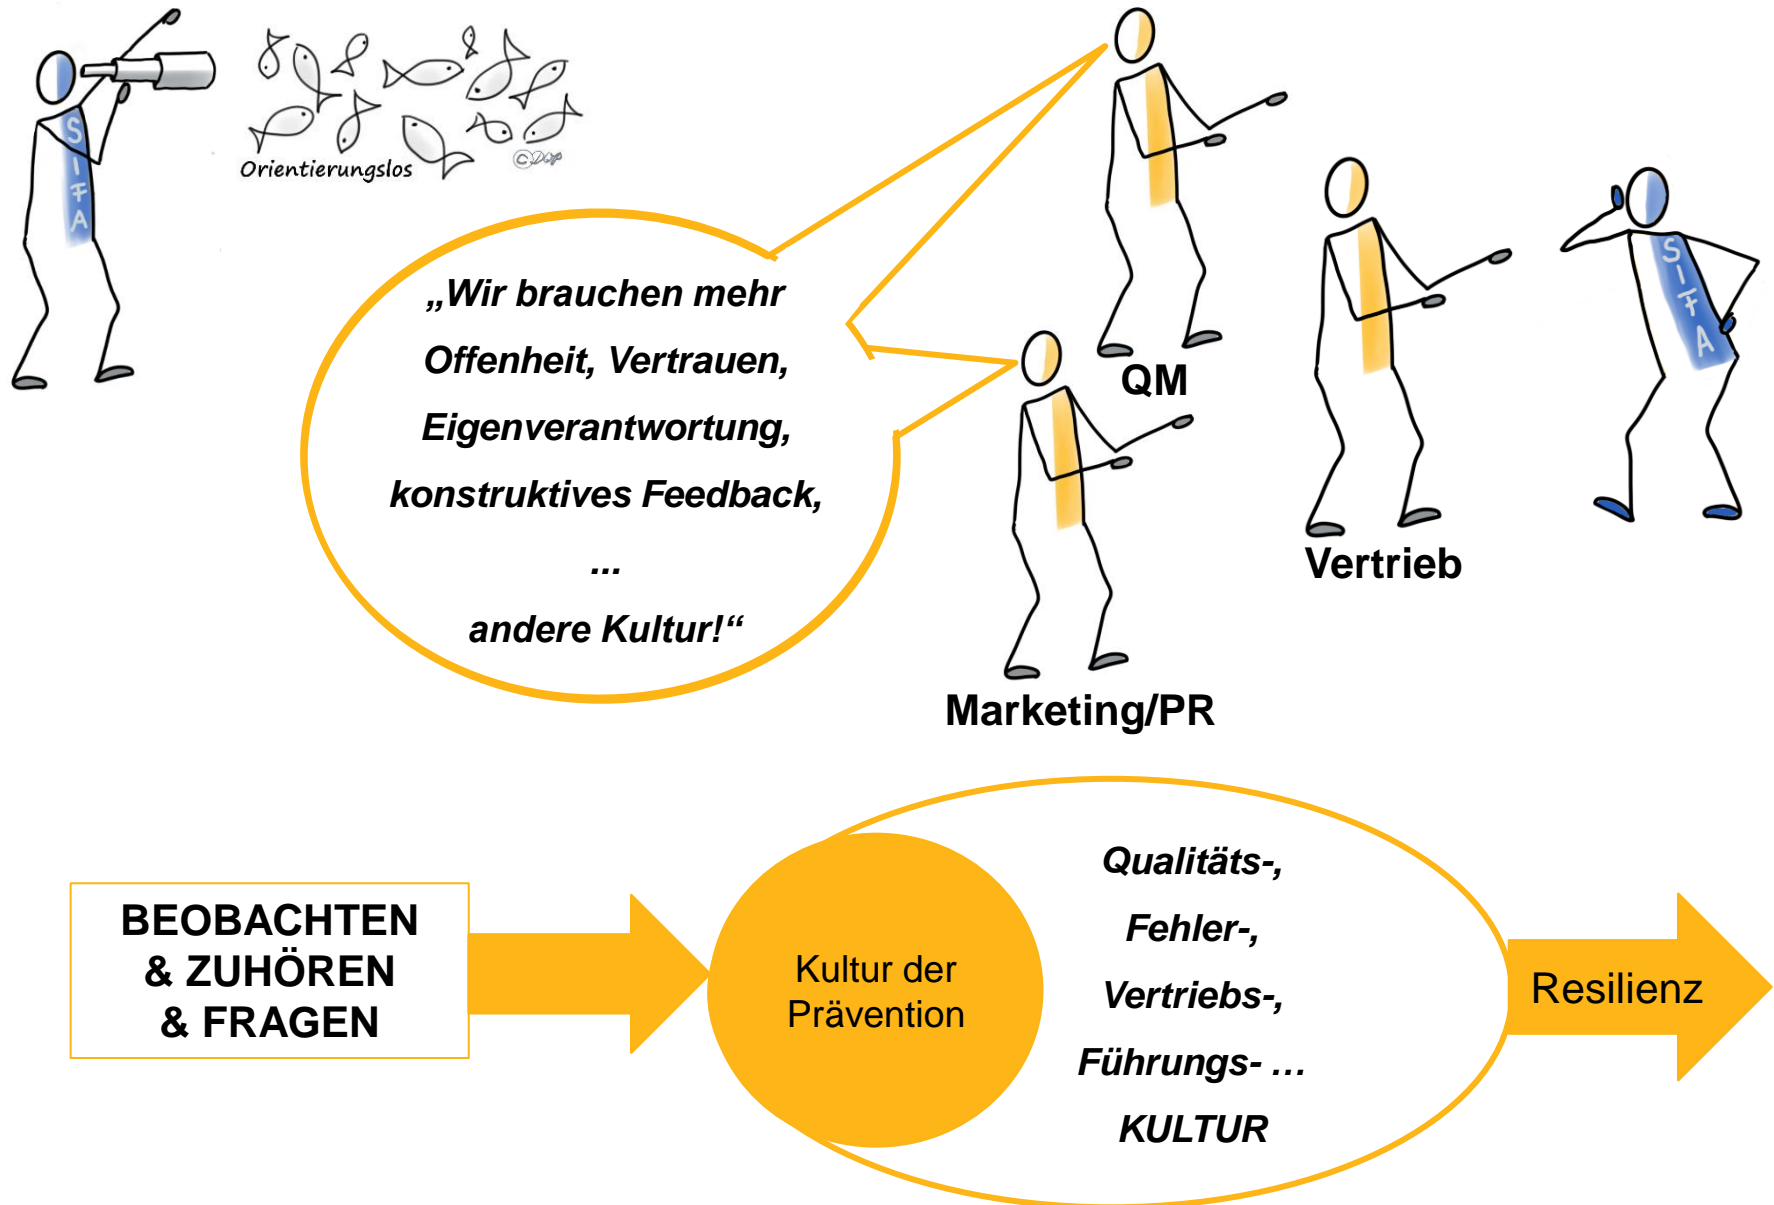 SIFA
Orientierungslos
„Wir brauchen mehr
Offenheit, Vertrauen,
Eigenverantwortung,
konstruktives Feedback,
...
andere Kultur!“
QM
Vertrieb
SIFA
Marketing/PR
BEOBACHTEN
& ZUHÖREN
& FRAGEN
Kultur der
Prävention
Qualitäts-,
Fehler-,
Vertriebs-,
Führungs- …
KULTUR
Resilienz